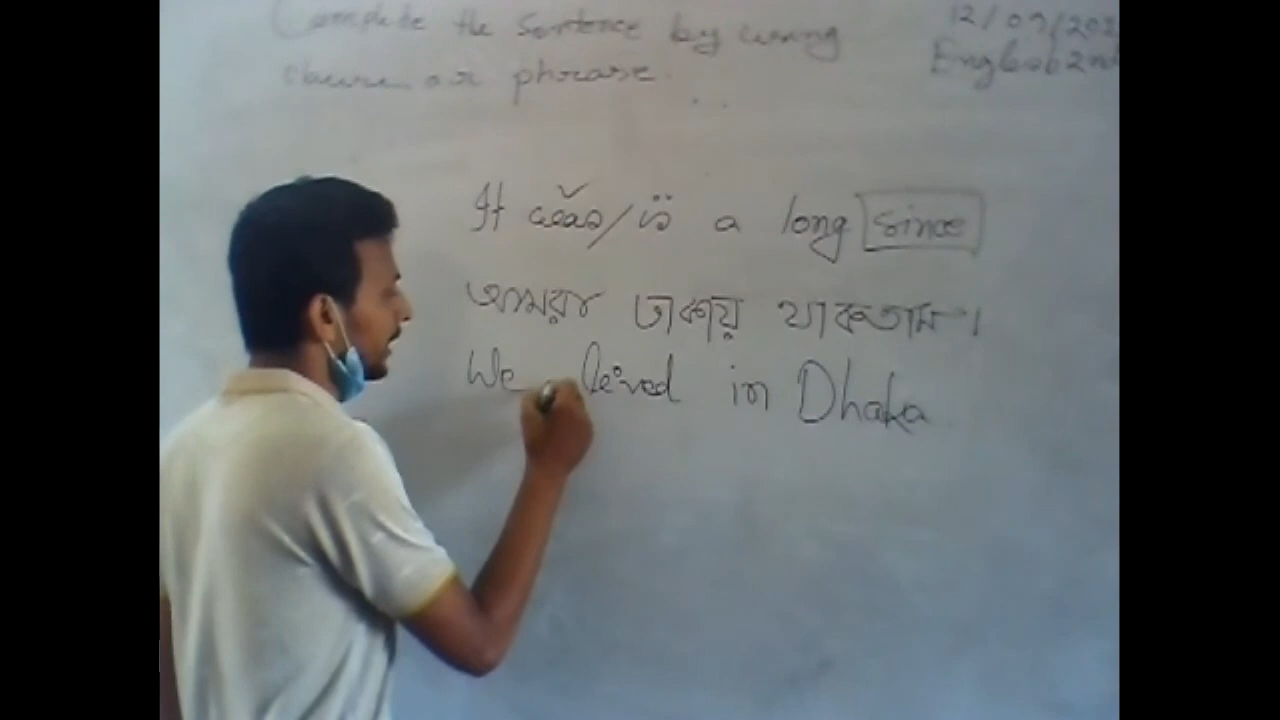 Complete the Sentence by using
clause or phrase.
12/07/202
English 2nd
It was/is a long since
আমরা ঢাকায় থাকতাম।
We leived in Dhaka